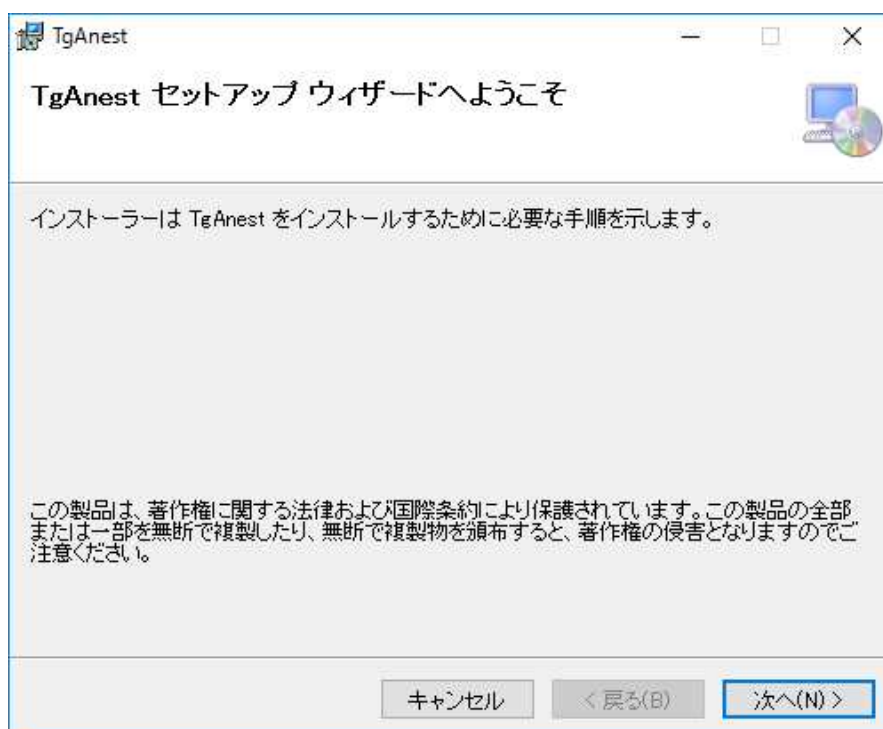 TgAnest
TgAnest セットアップ ウィザードへようこそ
インストーラーは TgAnest をインストールするために必要な手順を示します。
この製品は、著作権に関する法律および国際条約により保護されています。この製品の全部
または一部を無断で複製したり、無断で複製物を頒布すると、著作権の侵害となりますのでご
注意ください。
キャンセル
< 戻る(B)
次へ(N) >